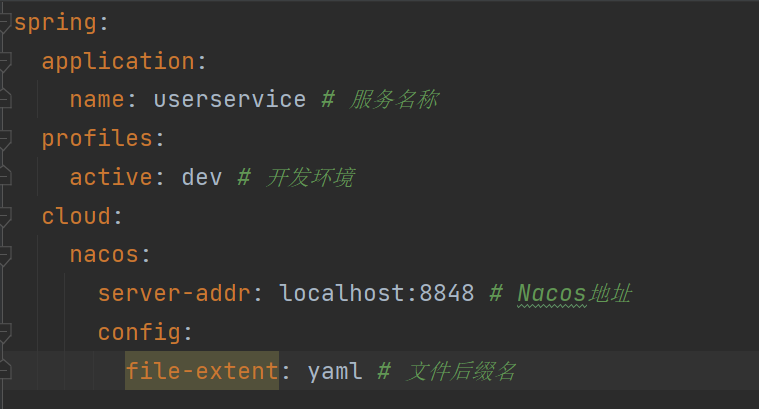 spring:
  application:
    name: userservice # 服务名称
  profiles:
    active: dev # 开发环境
  cloud:
    nacos:
      server-addr: localhost:8848 # Nacos地址
      config:
        file-extent: yaml # 文件后缀名